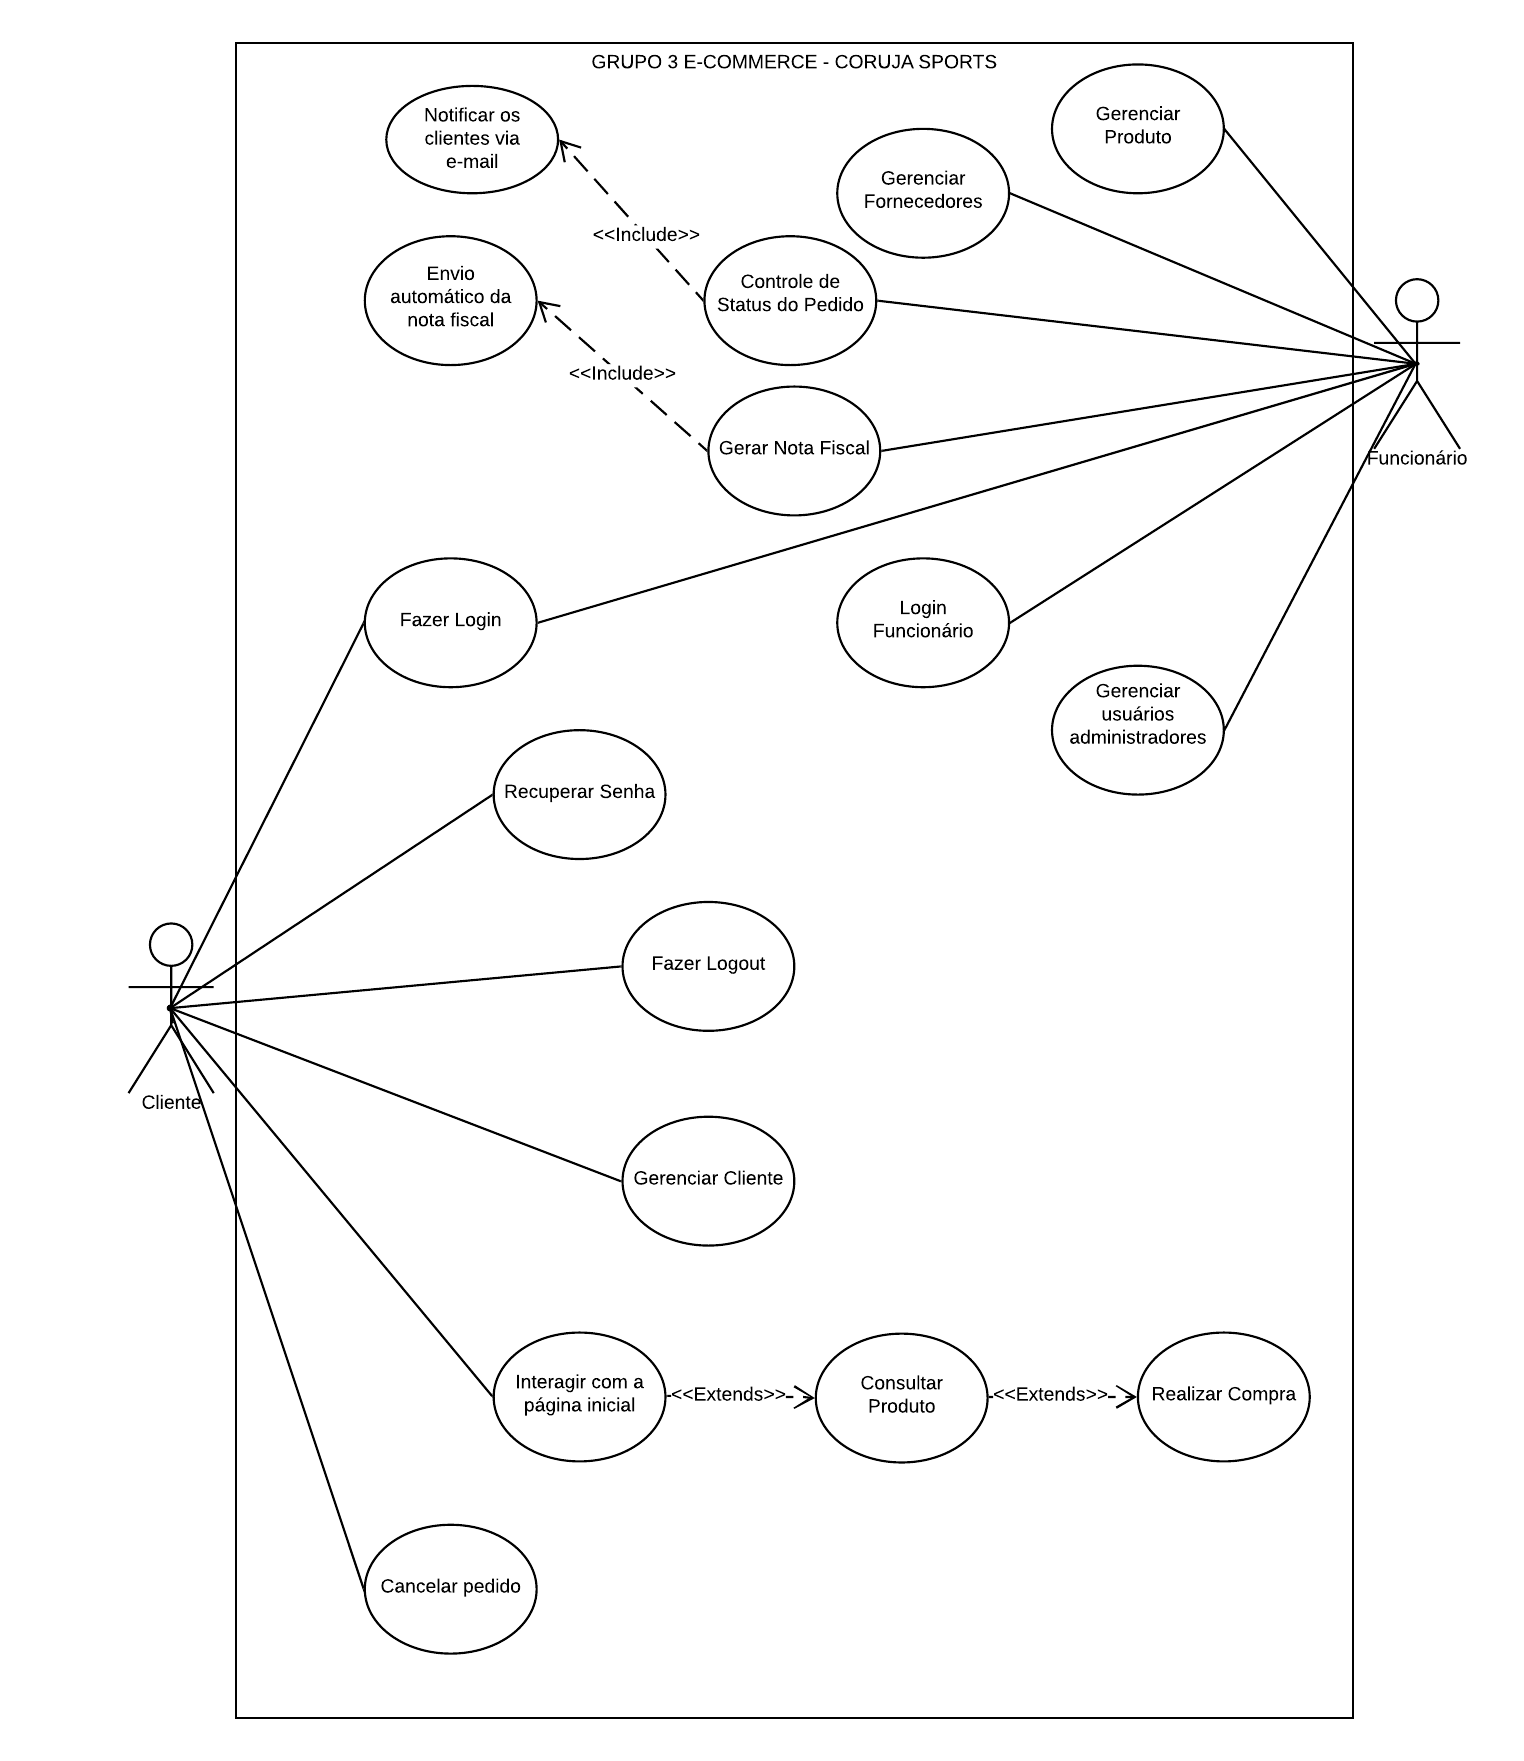 GRUPO 3 E-COMMERCE - CORUJA SPORTS
Notificar os
clientes via
e-mail
Gerenciar
Produto
Gerenciar
Fornecedores
<<Include>>
Envio
automático da
nota fiscal
Controle de
Status do Pedido
<<Include>>
Gerar Nota Fiscal
Funcionário
Fazer Login
Login
Funcionário
Gerenciar
usuários
administradores
Recuperar Senha
Fazer Logout
Cliente
Gerenciar Cliente
Interagir com a
página inicial
<<Extends>>
Consultar
Produto
<<Extends>>
Realizar Compra
Cancelar pedido